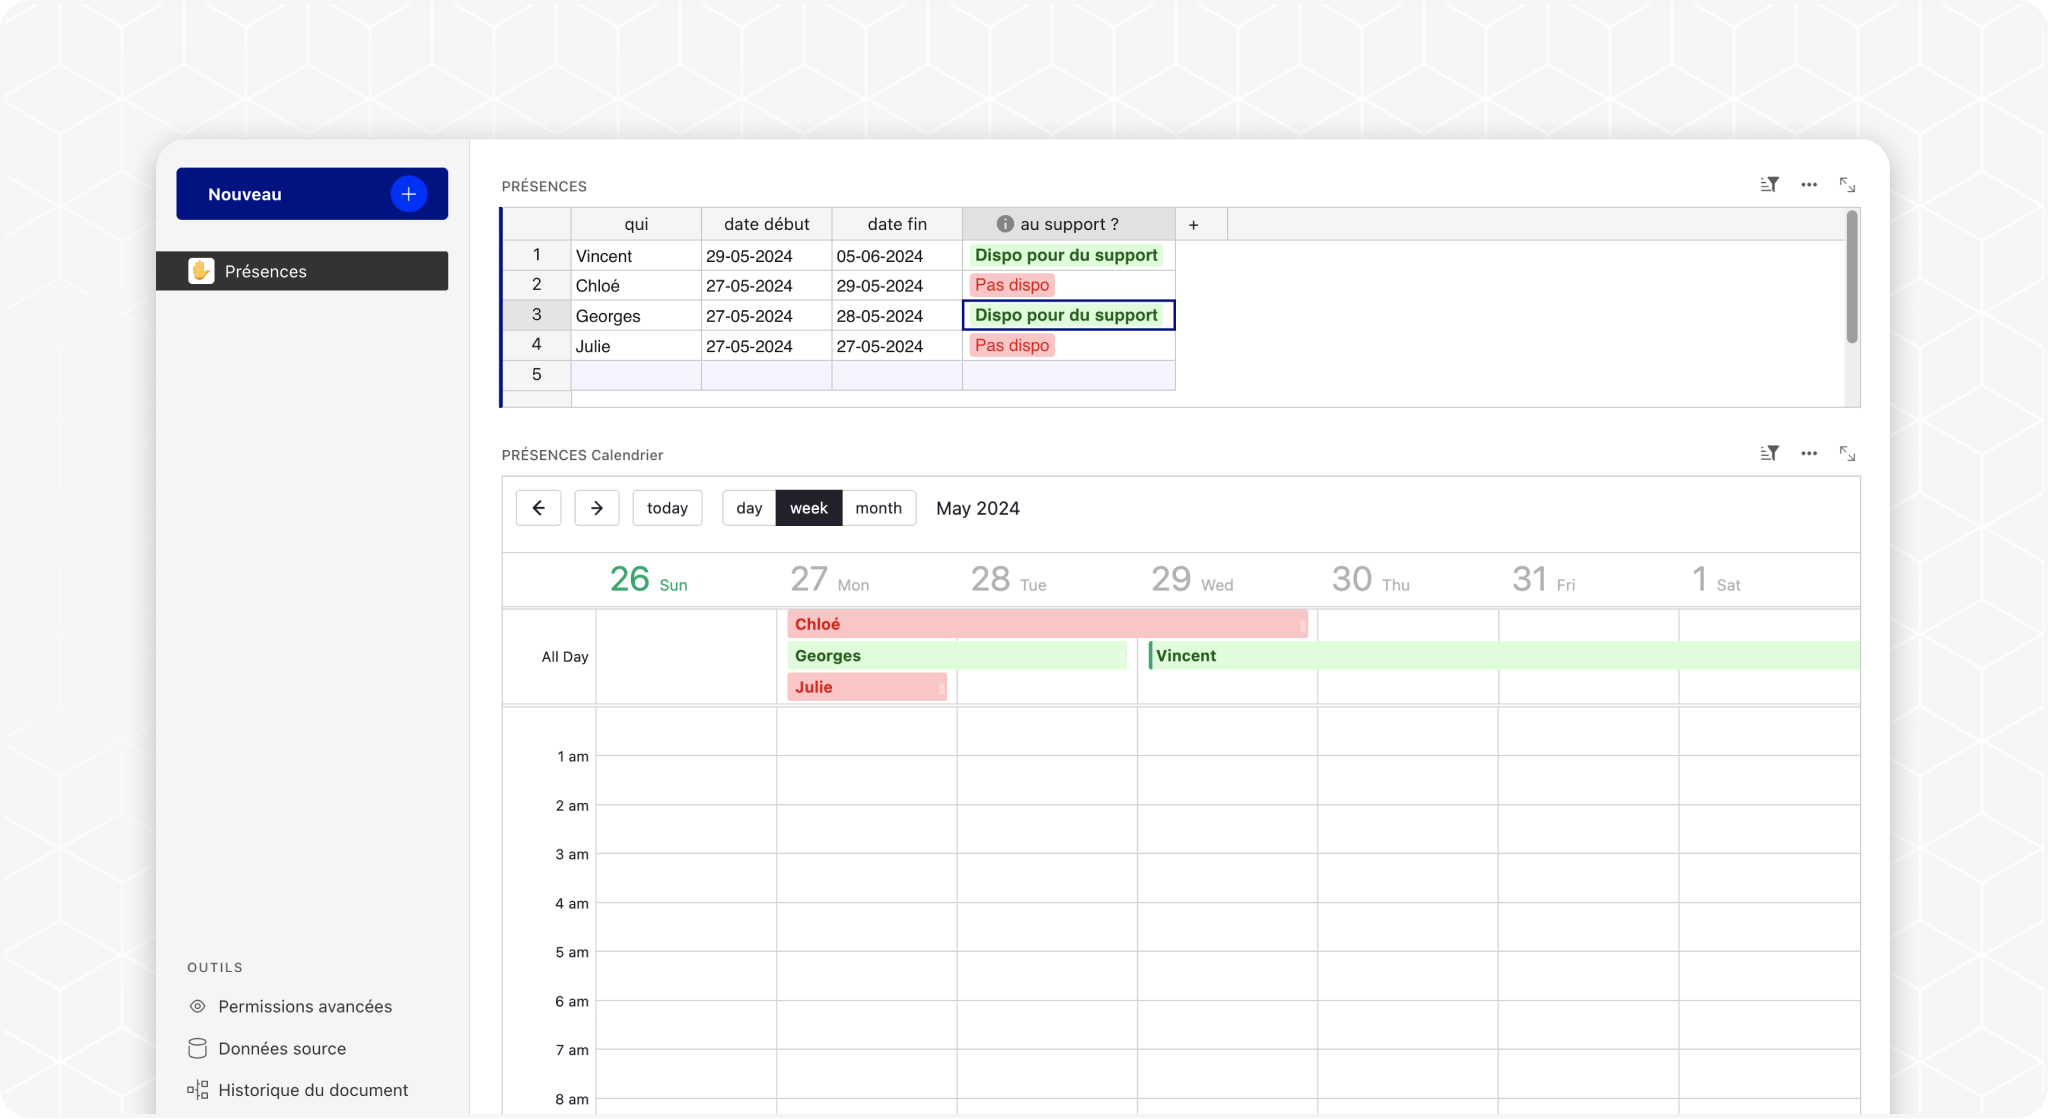 Nouveau
Présences
OUTILS
Permissions avancées
Données source
Historique du document
PRÉSENCES
qui date début date fin au support ? +
1 Vincent 29-05-2024 05-06-2024 Dispo pour du support
2 Chloé 27-05-2024 29-05-2024 Pas dispo
3 Georges 27-05-2024 28-05-2024 Dispo pour du support
4 Julie 27-05-2024 27-05-2024 Pas dispo
5
PRÉSENCES Calendrier
today day week month May 2024
26 Sun 27 Mon 28 Tue 29 Wed 30 Thu 31 Fri 1 Sat
Chloé
All Day Georges Vincent
Julie
1 am
2 am
3 am
4 am
5 am
6 am
7 am
8 am